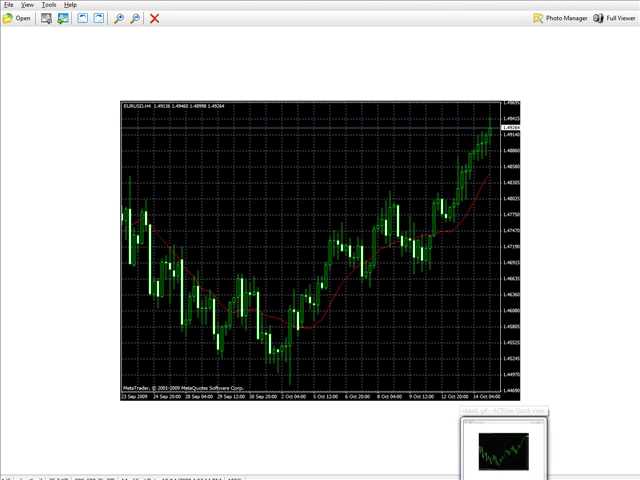 File View Tools Help
Open
Photo Manager
Full Viewer
EURUSD,H4 1.49136 1.49460 1.48998 1.49264
1.49695
1.49415
1.49264
1.49140
1.48860
1.48580
1.48305
1.48025
1.47750
1.47470
1.47190
1.46915
1.46635
1.46360
1.46080
1.45805
1.45525
1.45245
1.44970
1.44690
MetaTrader, © 2001-2009 MetaQuotes Software Corp.
23 Sep 2009 24 Sep 20:00 28 Sep 04:00 29 Sep 12:00 30 Sep 20:00 2 Oct 04:00 5 Oct 12:00 6 Oct 20:00 8 Oct 04:00 9 Oct 12:00 12 Oct 20:00 14 Oct 04:00